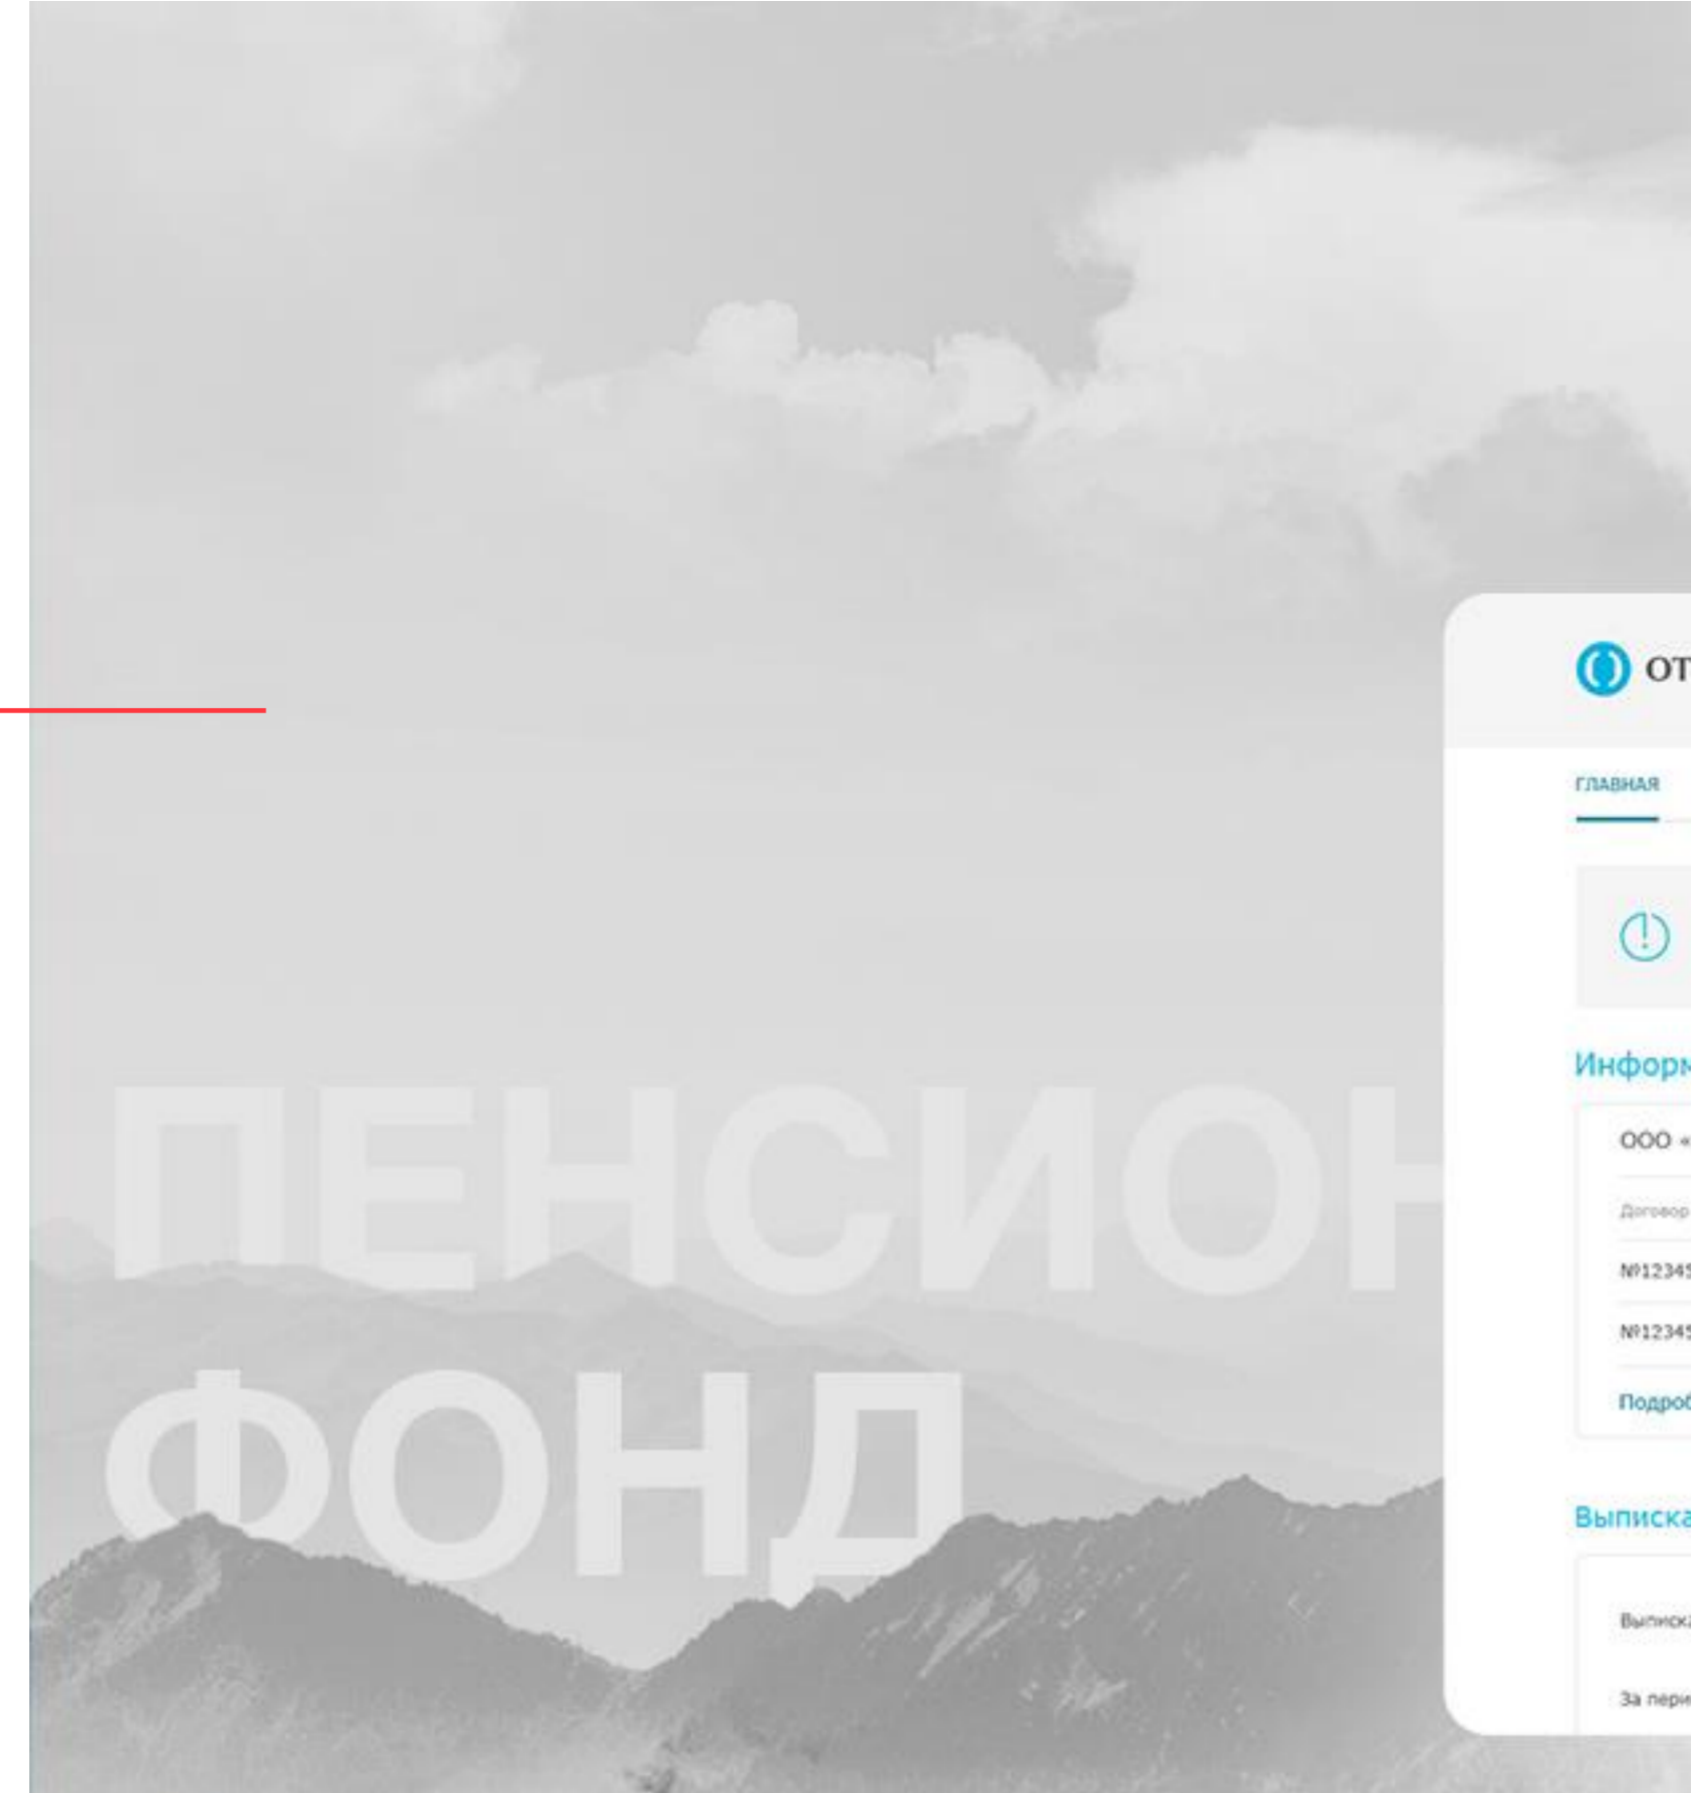 ОТ
ГЛАВНАЯ
Информ
ООО «
Договор
№12345
№12345
Подроб
Выписка
Выписка
За пери
ПЕНСИОН
ФОНД